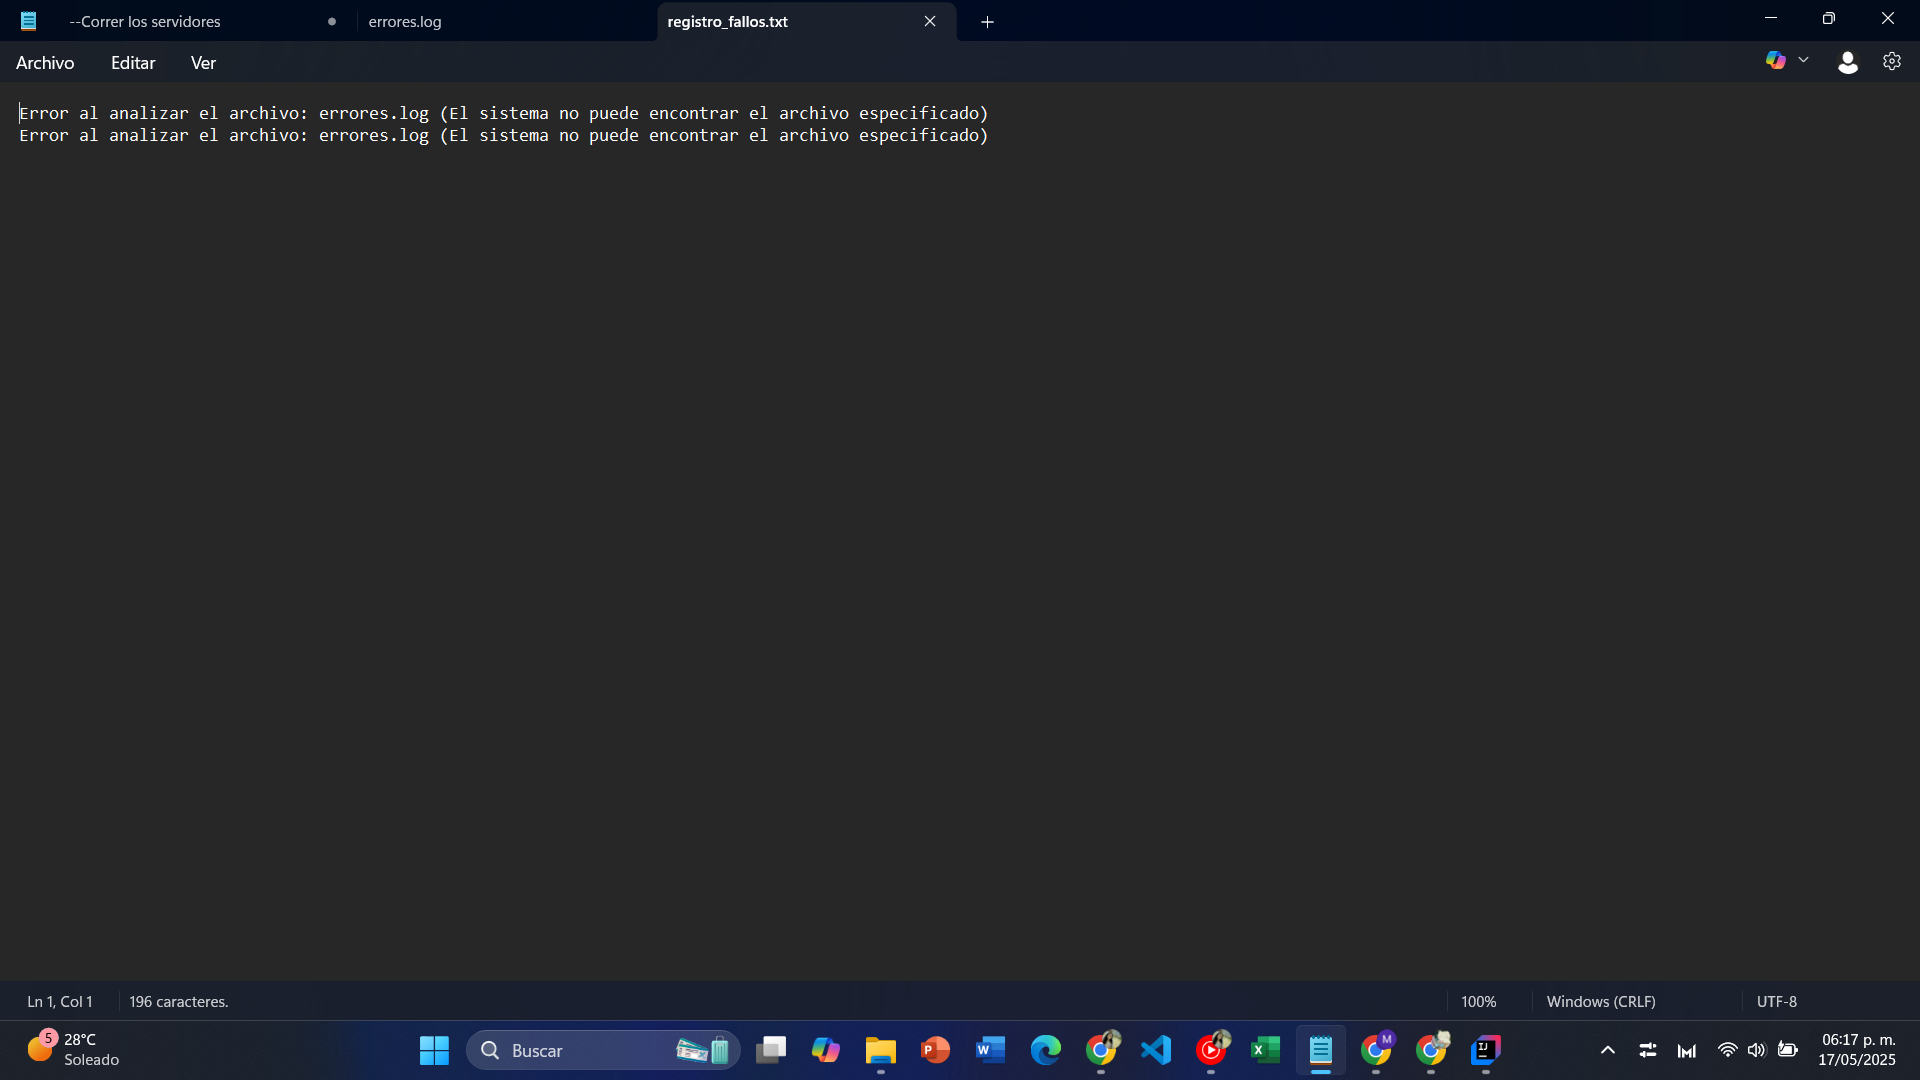 --Correr los servidores
errores.log
registro_fallos.txt
Archivo
Editar
Ver
Error al analizar el archivo: errores.log (El sistema no puede encontrar el archivo especificado)
Error al analizar el archivo: errores.log (El sistema no puede encontrar el archivo especificado)
Ln 1, Col 1
196 caracteres.
100%
Windows (CRLF)
UTF-8
5
28°C
Soleado
Buscar
P
W
X
M
IJ
06:17 p. m.
17/05/2025